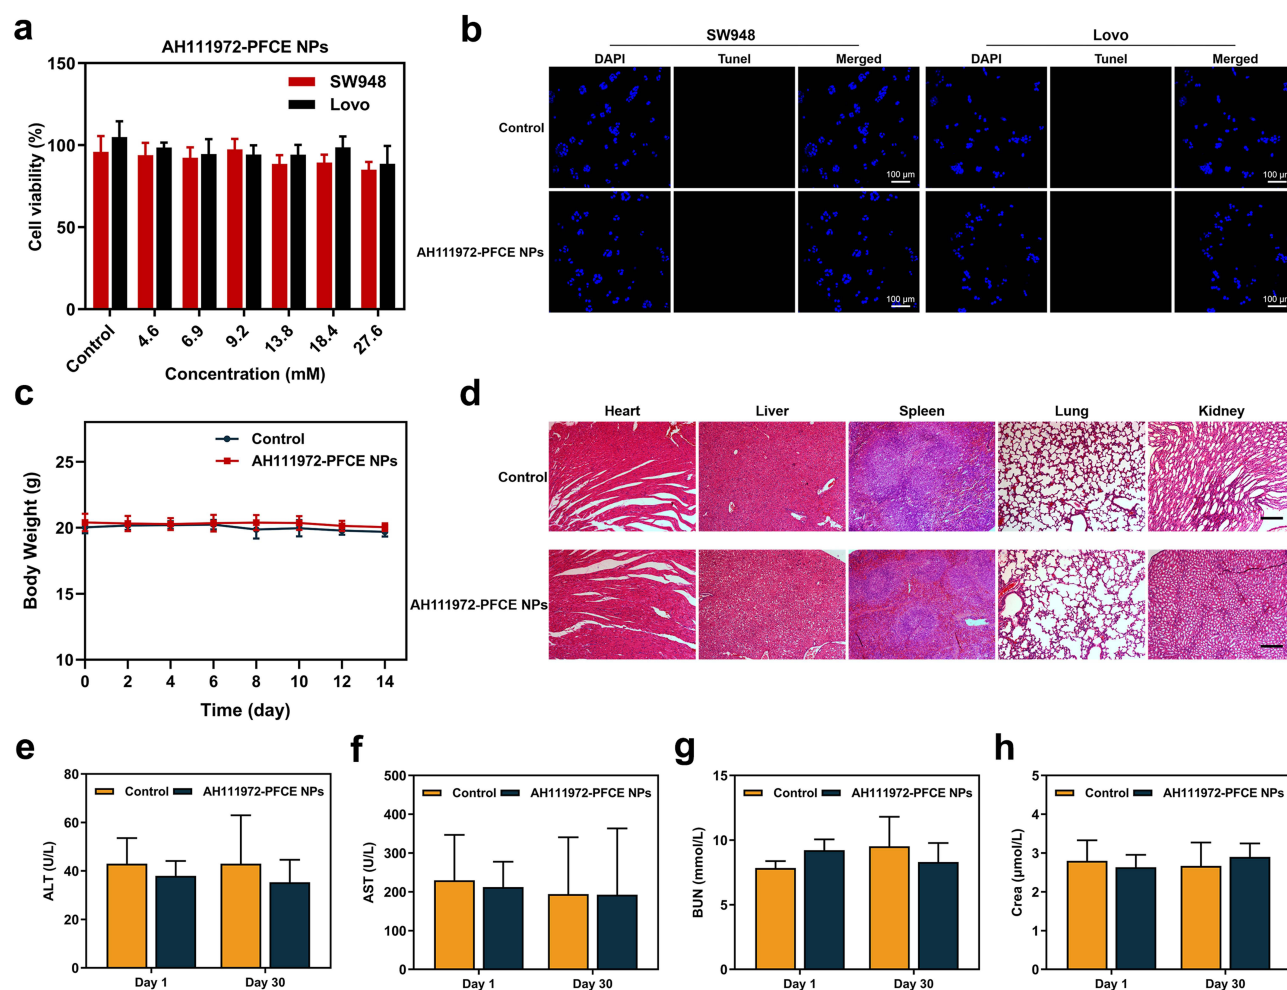 a
AH111972-PFCE NPs
150
100
50
0
Cell viability (%)
SW948
Lovo
Control
4.6
6.9
9.2
13.8
18.4
27.6
Concentration (mM)
b
SW948
Lovo
DAPI
Tunel
Merged
DAPI
Tunel
Merged
Control
100 µm
100 µm
AH111972-PFCE NPs
100 µm
100 µm
c
Control
AH111972-PFCE NPs
25
20
15
10
Body Weight (g)
0
2
4
6
8
10
12
14
Time (day)
d
Heart
Liver
Spleen
Lung
Kidney
Control
AH111972-PFCE NPs
e
80
60
40
20
0
ALT (U/L)
Control
AH111972-PFCE NPs
Day 1
Day 30
f
500
400
300
200
100
0
AST (U/L)
Control
AH111972-PFCE NPs
Day 1
Day 30
g
15
10
5
0
BUN (mmol/L)
Control
AH111972-PFCE NPs
Day 1
Day 30
h
5
4
3
2
1
0
Crea (µmol/L)
Control
AH111972-PFCE NPs
Day 1
Day 30